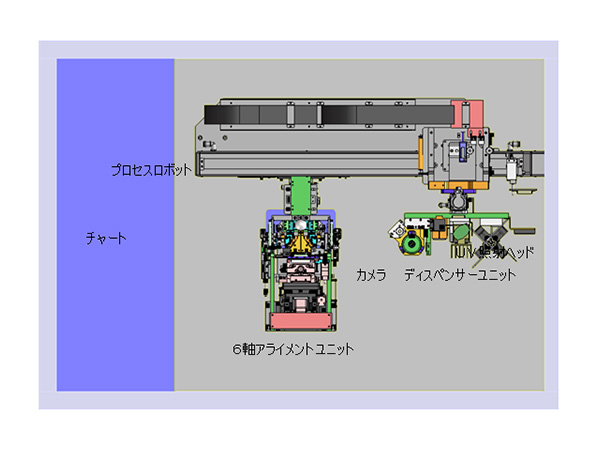 プロセスロボット
チャート
UV照射ヘッド
カメラ
ディスペンサーユニット
6軸アライメントユニット